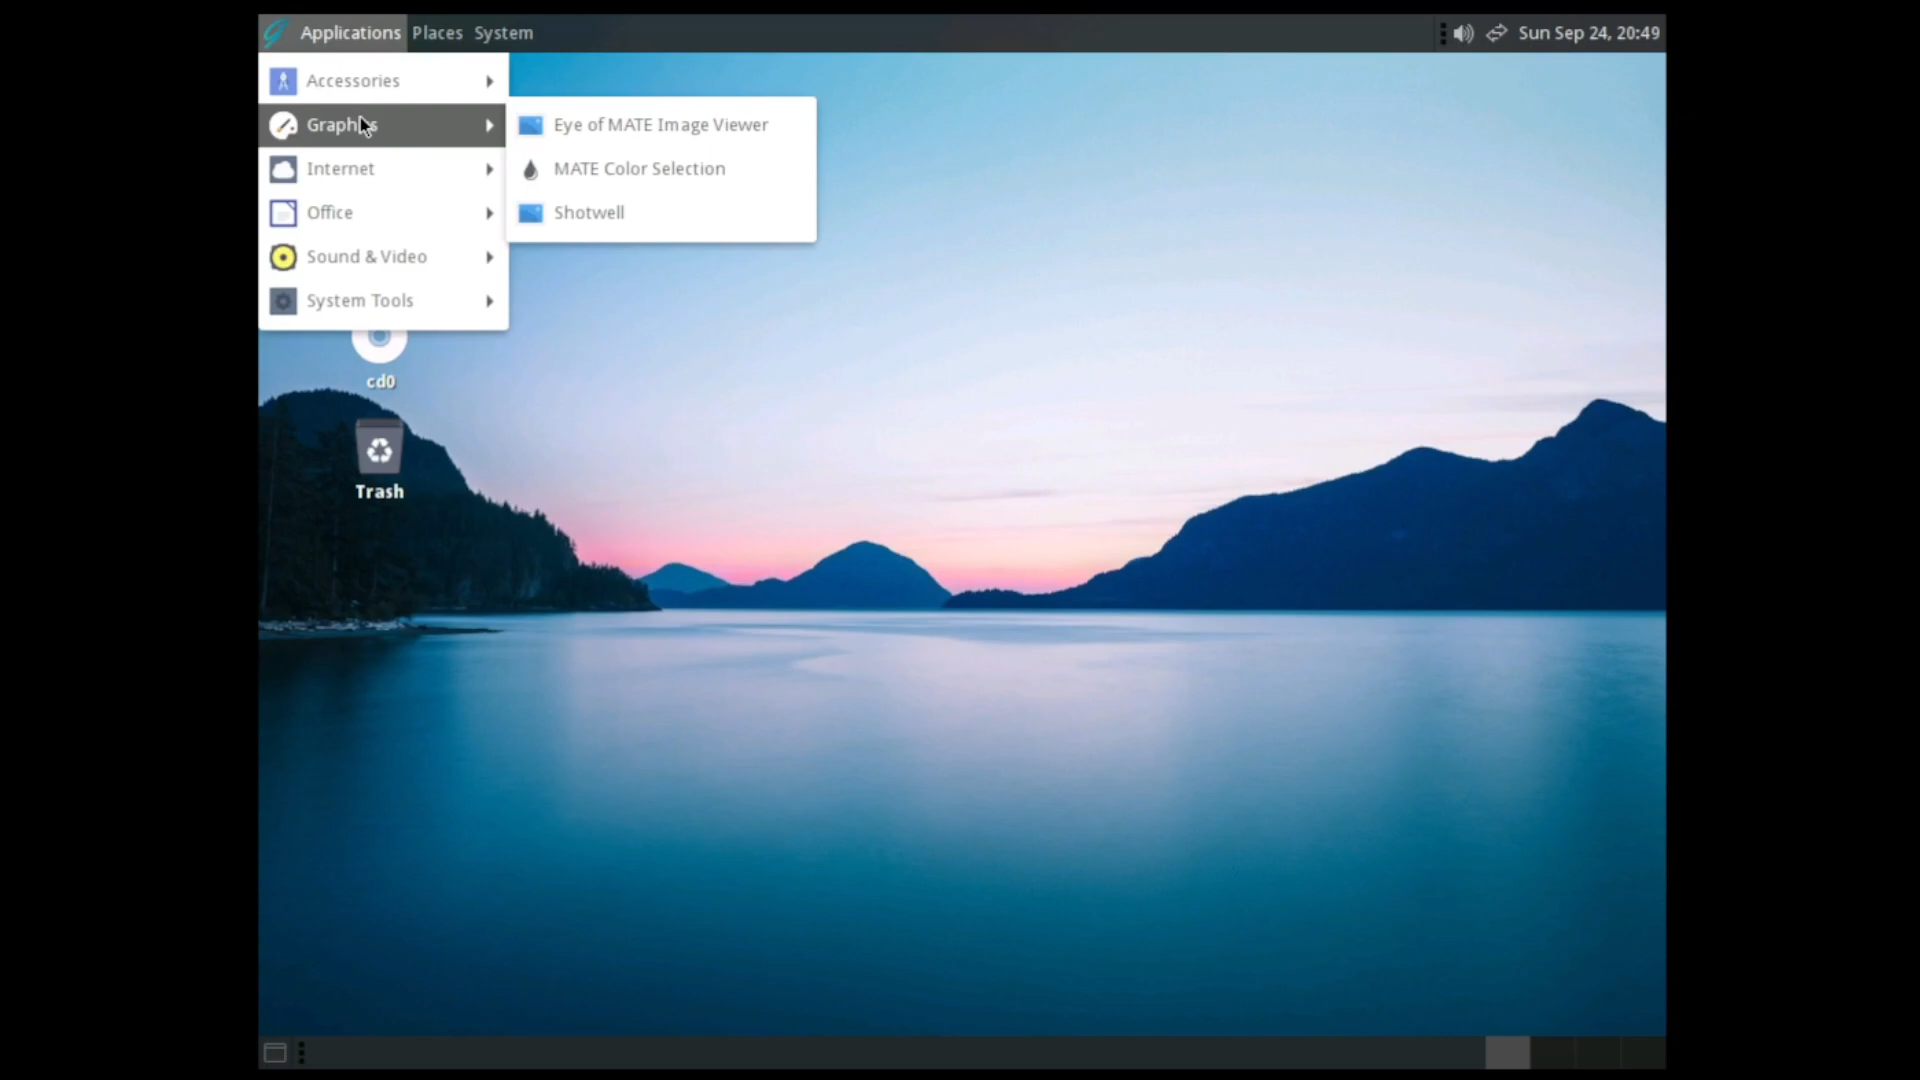 Applications Places System Sun Sep 24, 20:49
Accessories
Graphics
Eye of MATE Image Viewer
Internet
MATE Color Selection
Office
Shotwell
Sound & Video
System Tools
cd0
Trash